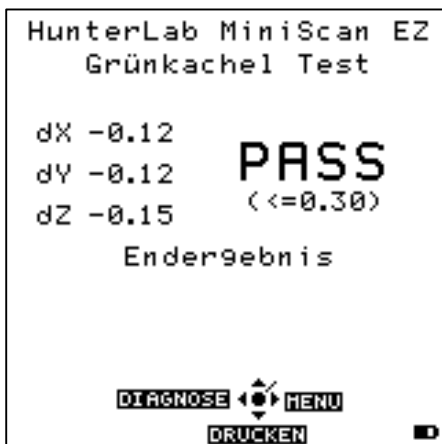 HunterLab MiniScan EZ
Grünkachel Test
dX -0.12
dY -0.12
dZ -0.15
PASS
(<=0.30)
Endergebnis
DIAGNOSE MENU
DRUCKEN